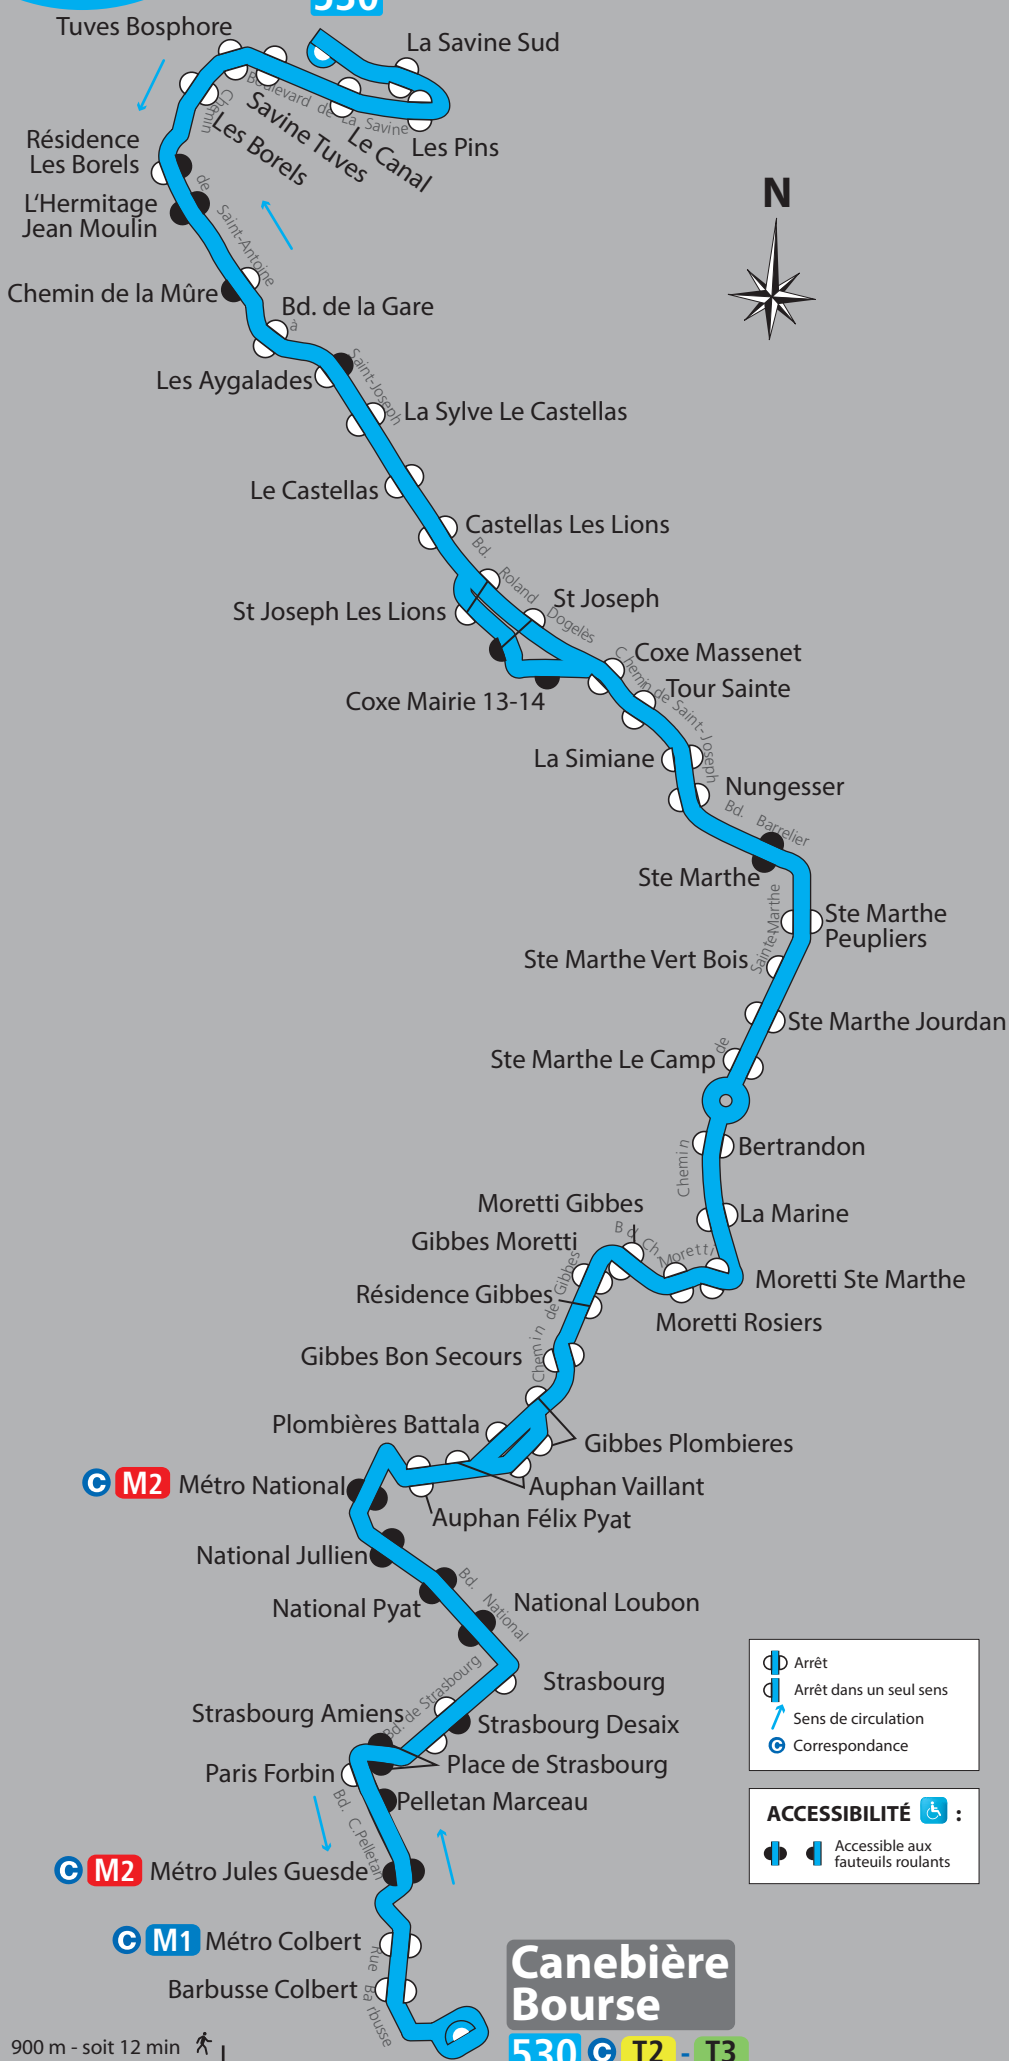 530
Tuves Bosphore
La Savine Sud
Boulevard de La Savine
Savine Tuves
Le Canal
Les Pins
Les Borels
Chemin
Résidence
Les Borels
de
L'Hermitage
Jean Moulin
Saint-Antoine
N
Chemin de la Mûre
Bd. de la Gare
à
Les Aygalades
Saint-Joseph
La Sylve Le Castellas
Le Castellas
Castellas Les Lions
Bd. Roland Dogelès
St Joseph Les Lions
St Joseph
Coxe Massenet
Chemin de Saint-Joseph
Tour Sainte
Coxe Mairie 13-14
La Simiane
Nungesser
Bd. Barrelier
Ste Marthe
Ste Marthe
Peupliers
Sainte-Marthe
Ste Marthe Vert Bois
Ste Marthe Jourdan
de
Ste Marthe Le Camp
Bertrandon
Chemin
Moretti Gibbes
La Marine
Bd. Ch. Moretti
Gibbes Moretti
Moretti Ste Marthe
Résidence Gibbes
Moretti Rosiers
Chemin de Gibbes
Gibbes Bon Secours
Plombières Battala
Gibbes Plombieres
C M2 Métro National
Auphan Vaillant
Auphan Félix Pyat
National Jullien
Bd. National
National Pyat
National Loubon
Strasbourg
Bd. de Strasbourg
Strasbourg Amiens
Strasbourg Desaix
Place de Strasbourg
Paris Forbin
Pelletan Marceau
Bd. C.Pelletan
C M2 Métro Jules Guesde
C M1 Métro Colbert
Barbusse Colbert
Rue Barbusse
Canebière
Bourse
530 C T2 - T3
900 m - soit 12 min
Arrêt
Arrêt dans un seul sens
Sens de circulation
C Correspondance
ACCESSIBILITÉ :
Accessible aux
fauteuils roulants